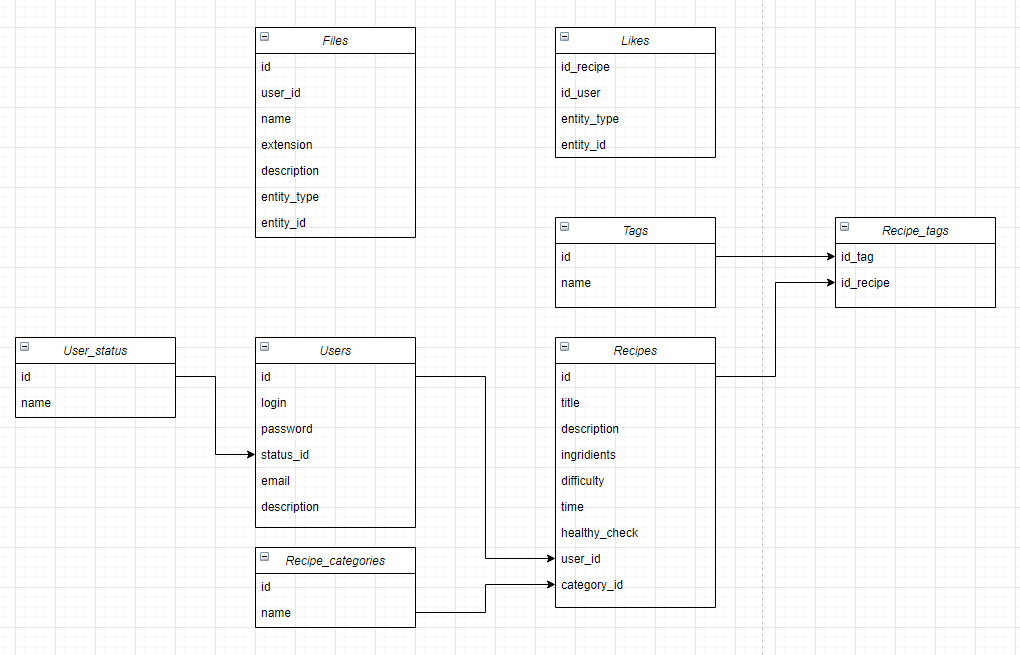 Files
id
user_id
name
extension
description
entity_type
entity_id
Likes
id_recipe
id_user
entity_type
entity_id
Tags
id
name
Recipe_tags
id_tag
id_recipe
User_status
id
name
Users
id
login
password
status_id
email
description
Recipes
id
title
description
ingridients
difficulty
time
healthy_check
user_id
category_id
Recipe_categories
id
name